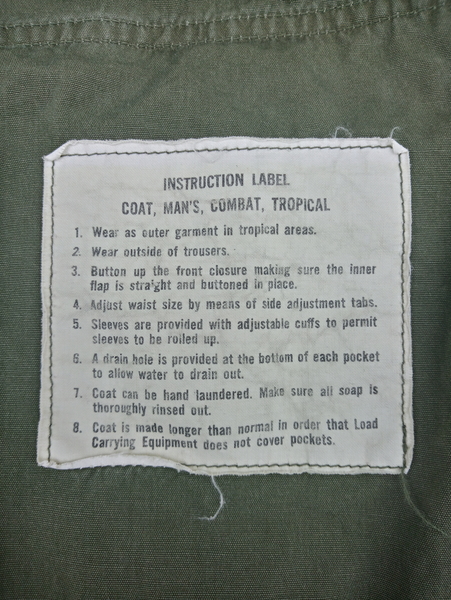 INSTRUCTION LABEL
COAT, MAN'S, COMBAT, TROPICAL
1. Wear as outer garment in tropical areas.
2. Wear outside of trousers.
3. Button up the front closure making sure the inner
flap is straight and buttoned in place.
4. Adjust waist size by means of side adjustment tabs.
5. Sleeves are provided with adjustable cuffs to permit
sleeves to be rolled up.
6. A drain hole is provided at the bottom of each pocket
to allow water to drain out.
7. Coat can be hand laundered. Make sure all soap is
thoroughly rinsed out.
8. Coat is made longer than normal in order that Load
Carrying Equipment does not cover pockets.